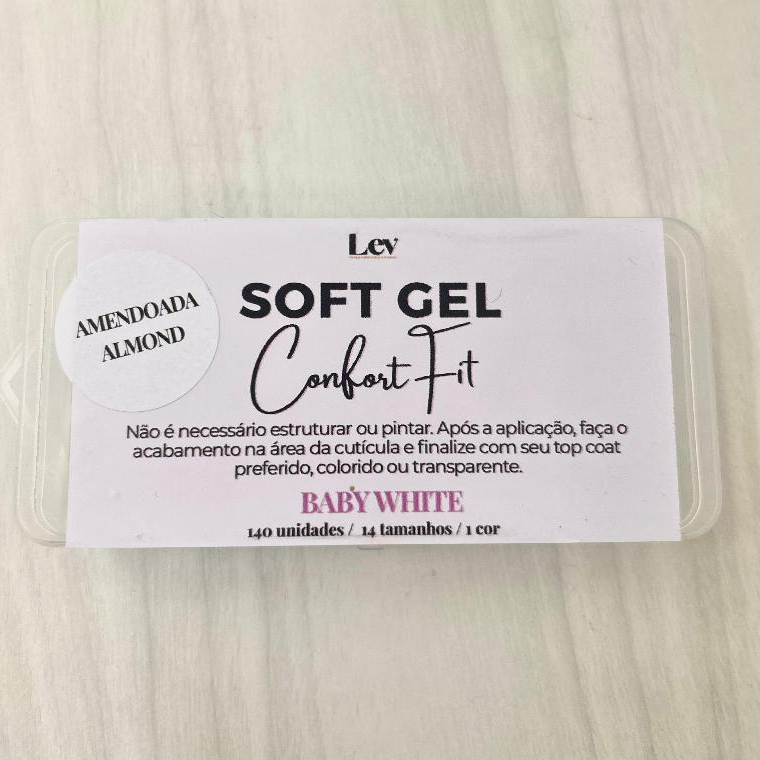 Lev
SOFT GEL
Confort Fit
AMENDOADA
ALMOND
Não é necessário estruturar ou pintar. Após a aplicação, faça o
acabamento na área da cutícula e finalize com seu top coat
preferido, colorido ou transparente.
BABY WHITE
140 unidades / 14 tamanhos / 1 cor